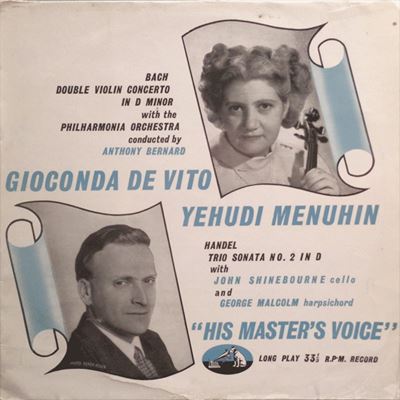 BACH
DOUBLE VIOLIN CONCERTO
IN D MINOR
with the
PHILHARMONIA ORCHESTRA
conducted by
ANTHONY BERNARD
GIOCONDA DE VITO
YEHUDI MENUHIN
HANDEL
TRIO SONATA NO. 2 IN D
with
JOHN SHINEBOURNE cello
and
GEORGE MALCOLM harpsichord
"HIS MASTER'S VOICE"
LONG PLAY 33⅓ R.P.M. RECORD